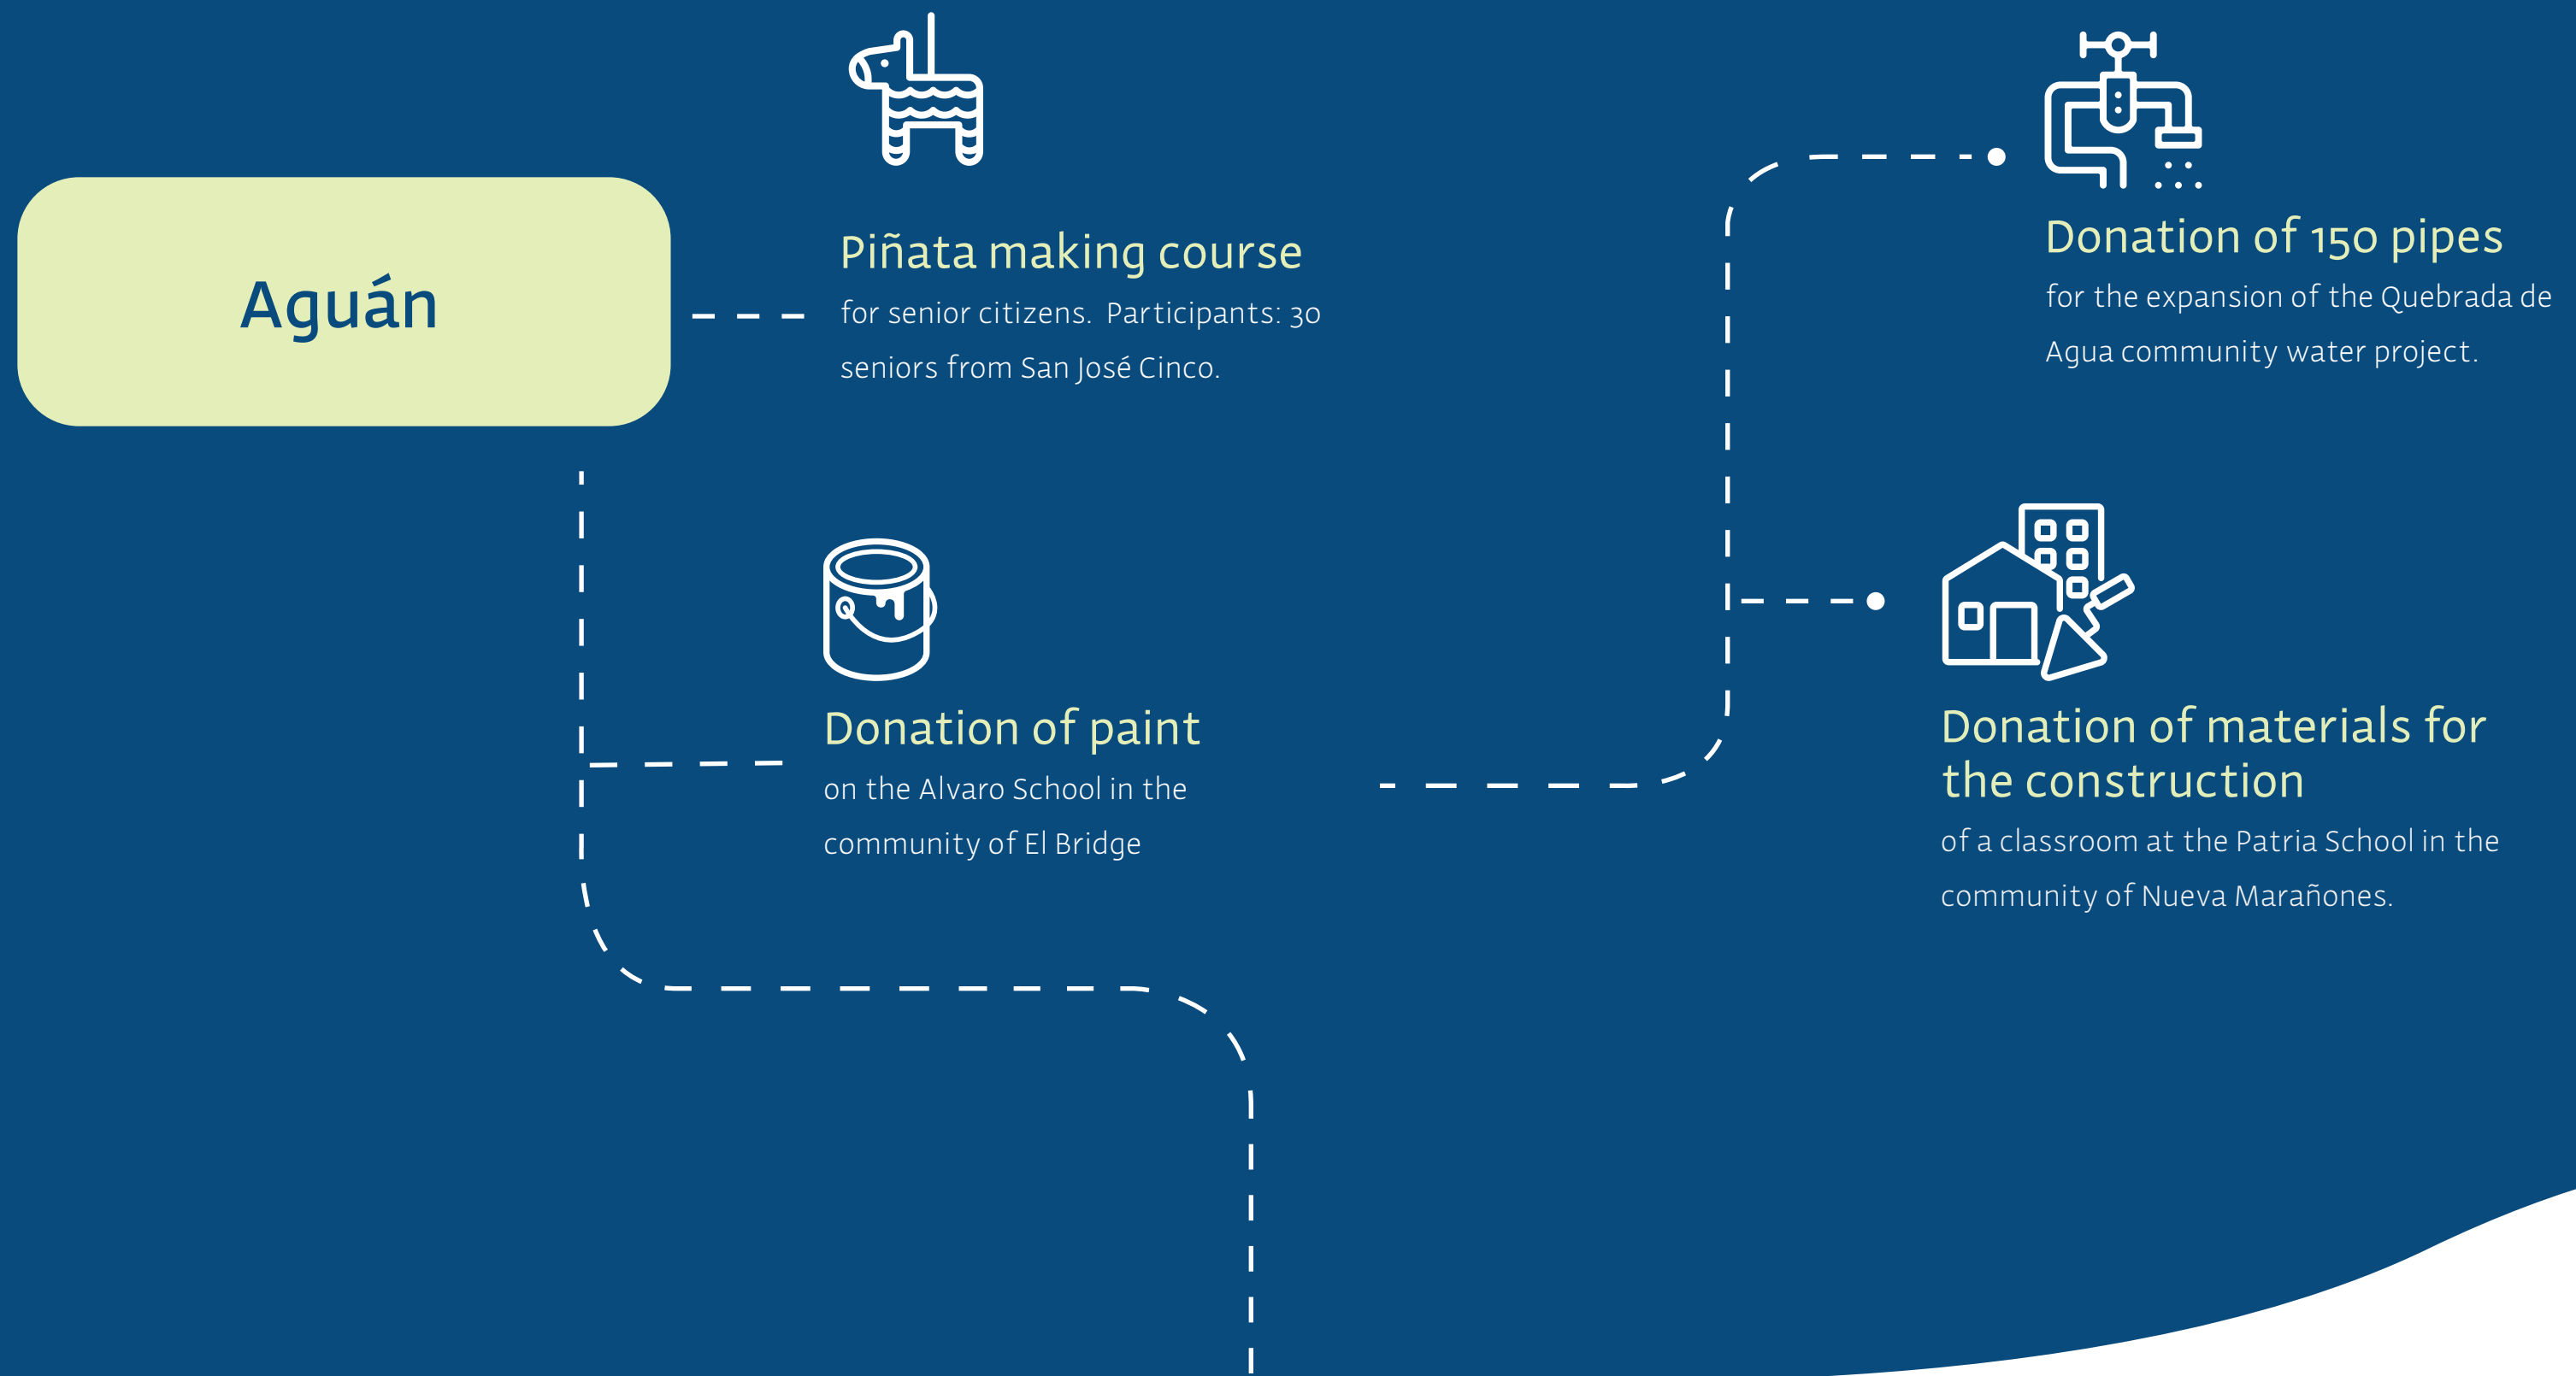 Aguán
Piñata making course
for senior citizens.  Participants: 30
seniors from San José Cinco.
Donation of paint
on the Alvaro School in the
community of El Bridge
Donation of 150 pipes
for the expansion of the Quebrada de
Agua community water project.
Donation of materials for
the construction
of a classroom at the Patria School in the
community of Nueva Marañones.